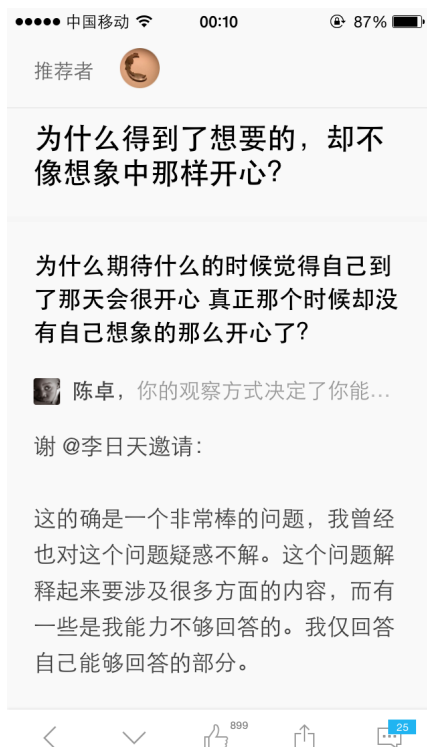 中国移动 00:10 87%
推荐者
为什么得到了想要的，却不
像想象中那样开心？
为什么期待什么的时候觉得自己到
了那天会很开心 真正那个时候却没
有自己想象的那么开心了？
陈卓，你的观察方式决定了你能...
谢 @李日天邀请：
这的确是一个非常棒的问题，我曾经
也对这个问题疑惑不解。这个问题解
释起来要涉及很多方面的内容，而有
一些是我能力不够回答的。我仅回答
自己能够回答的部分。
899 25